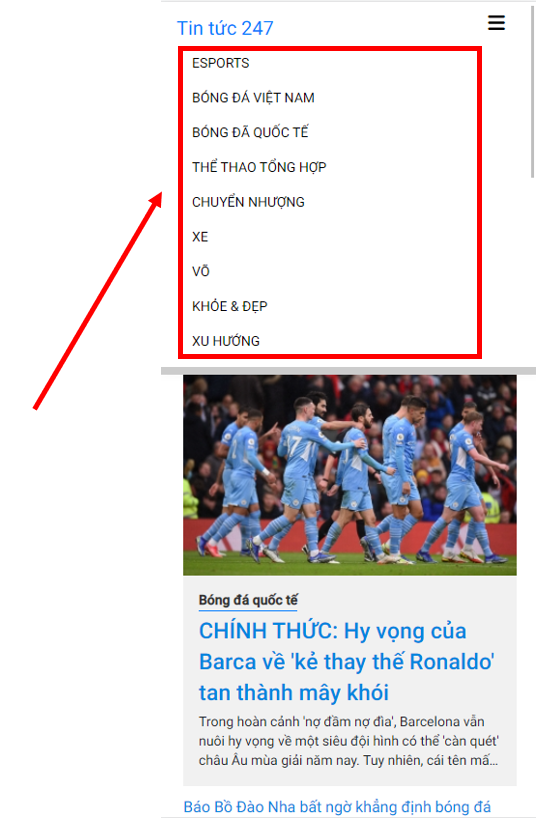 Tin tức 247
ESPORTS
BÓNG ĐÁ VIỆT NAM
BÓNG ĐÃ QUỐC TẾ
THỂ THAO TỔNG HỢP
CHUYỂN NHƯỢNG
XE
VÕ
KHỎE & ĐẸP
XU HƯỚNG
Bóng đá quốc tế
CHÍNH THỨC: Hy vọng của
Barca về 'kẻ thay thế Ronaldo'
tan thành mây khói
Trong hoàn cảnh 'nợ đầm nợ đìa', Barcelona vẫn
nuôi hy vọng về một siêu đội hình có thể 'càn quét'
châu Âu mùa giải năm nay. Tuy nhiên, cái tên mấ...
Báo Bồ Đào Nha bất ngờ khẳng định bóng đá